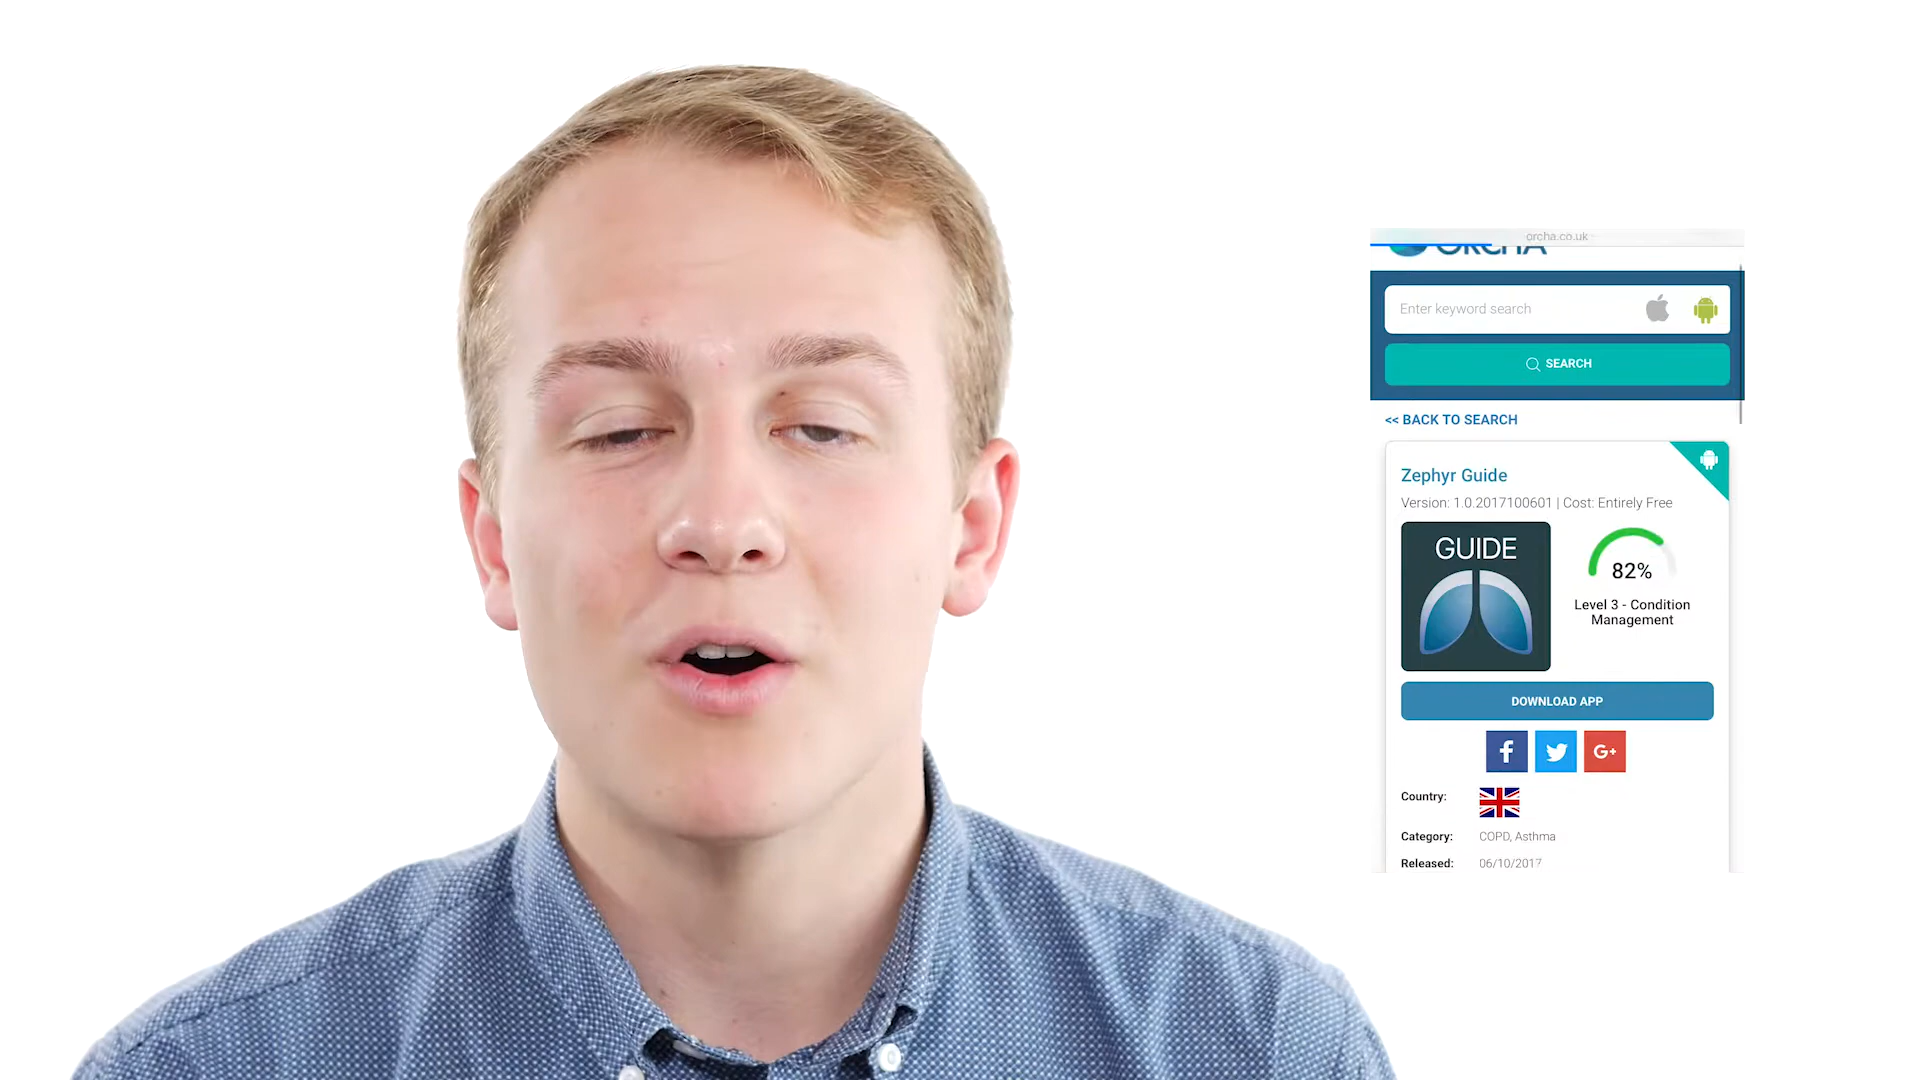 orcha.co.uk
ORCHA
Enter keyword search
SEARCH
<< BACK TO SEARCH
Zephyr Guide
Version: 1.0.2017100601 | Cost: Entirely Free
GUIDE
82%
Level 3 - Condition
Management
DOWNLOAD APP
f
G+
Country:
Category: COPD, Asthma
Released: 06/10/2017